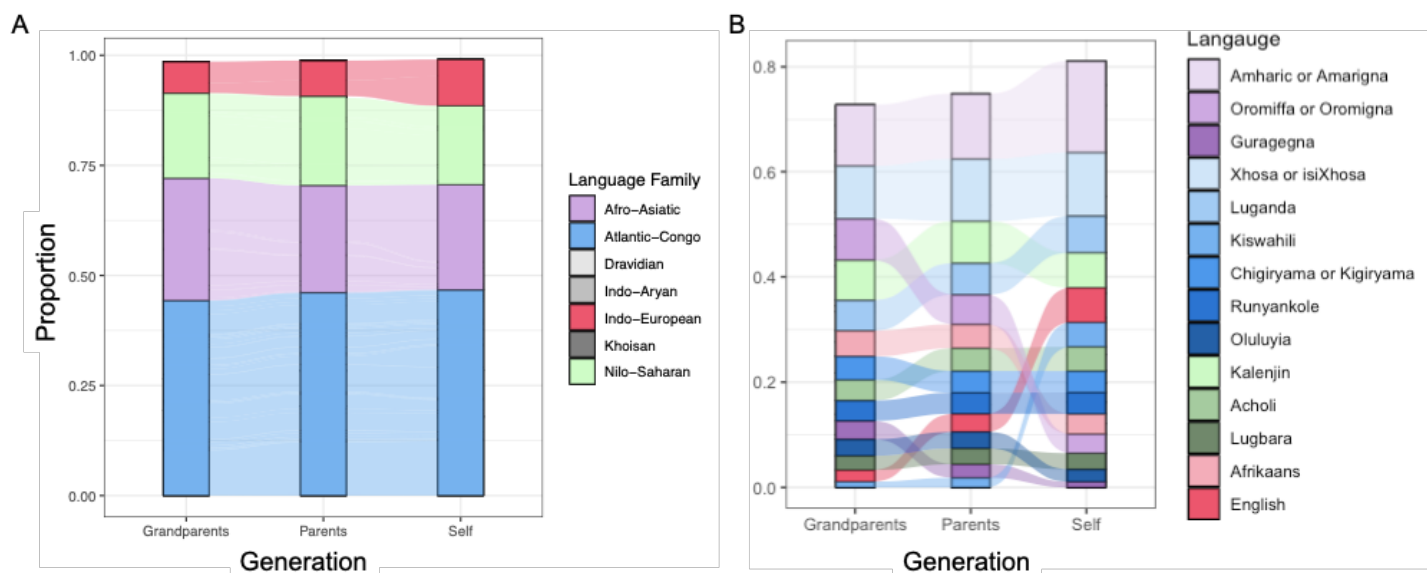 A
1.00
0.75
0.50
0.25
0.00
Proportion
Grandparents
Parents
Self
Generation
Language Family
Afro-Asiatic
Atlantic-Congo
Dravidian
Indo-Aryan
Indo-European
Khoisan
Nilo-Saharan
B
0.8
0.6
0.4
0.2
0.0
Grandparents
Parents
Self
Generation
Langauge
Amharic or Amarigna
Oromiffa or Oromigna
Guragegna
Xhosa or isiXhosa
Luganda
Kiswahili
Chigiryama or Kigiryama
Runyankole
Oluluyia
Kalenjin
Acholi
Lugbara
Afrikaans
English